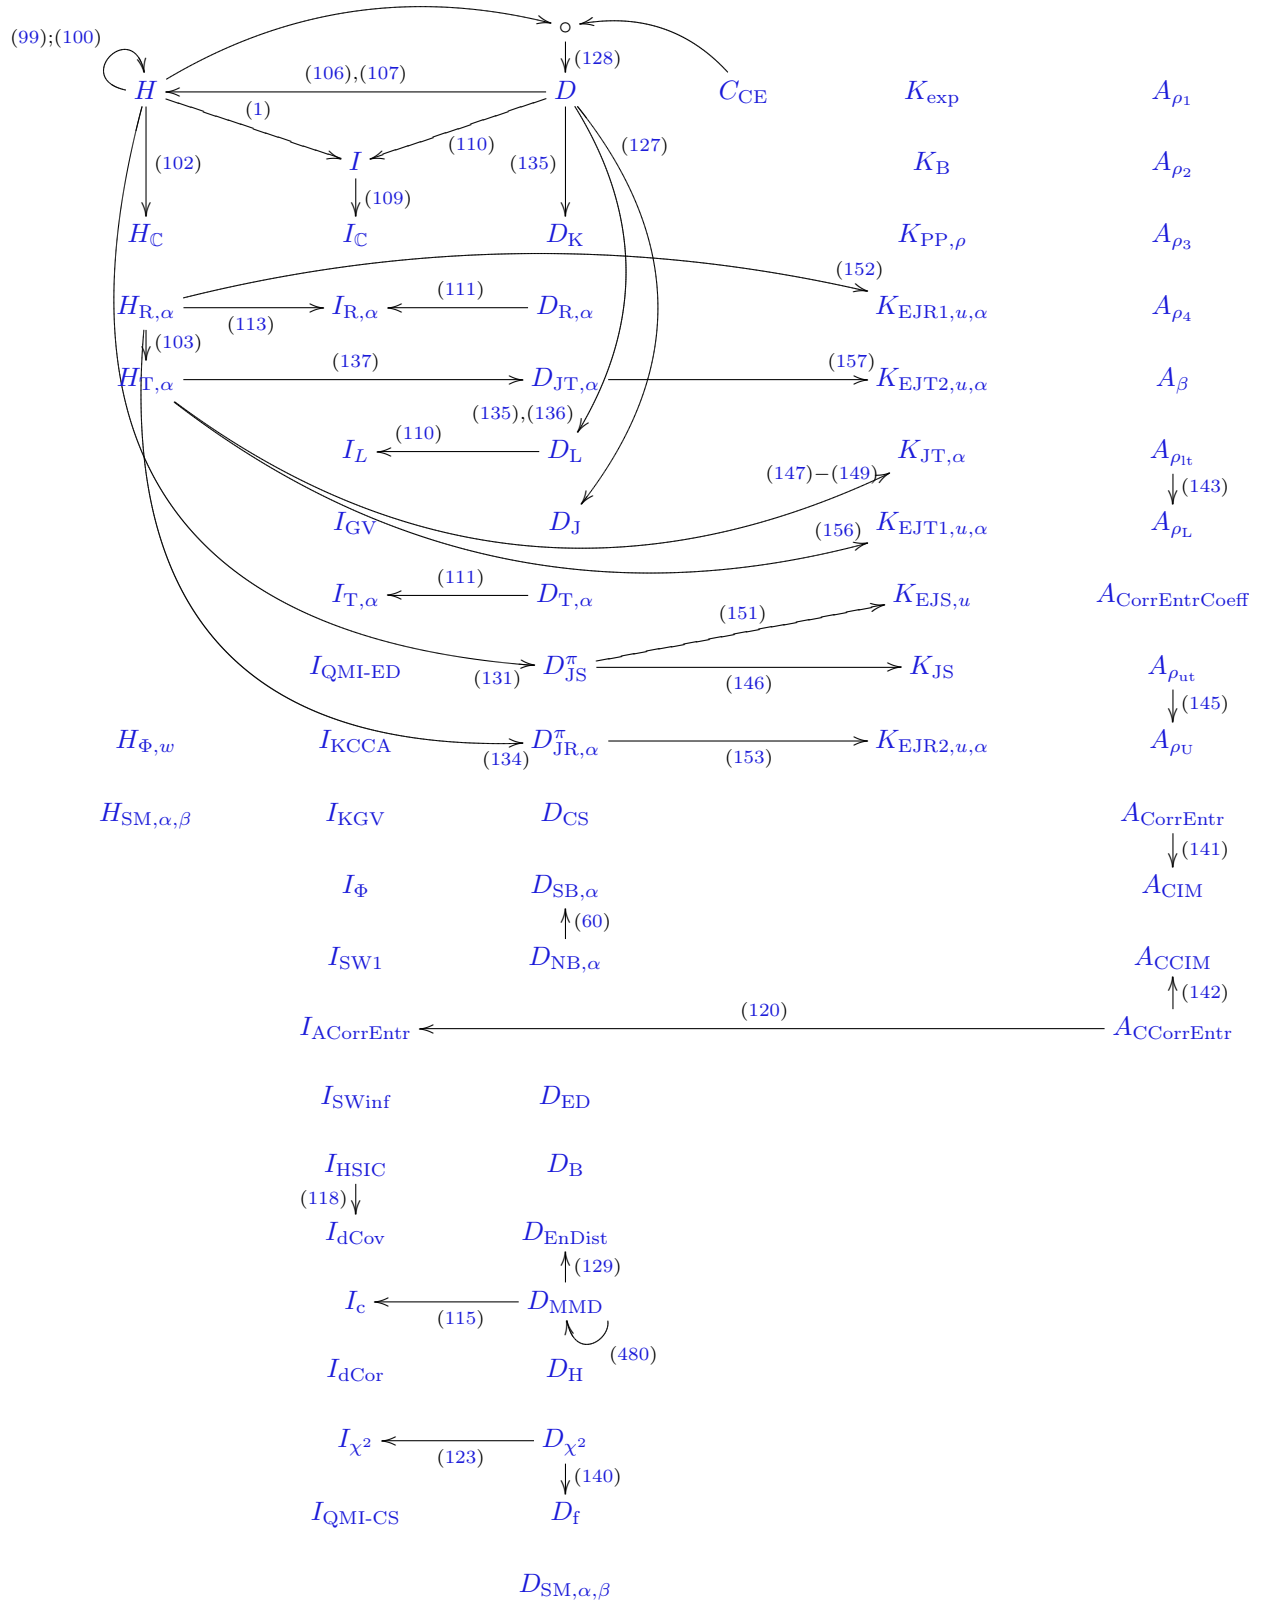 ∘
(99);(100)
(128)
(106),(107)
H D C_CE K_exp A_ρ1
(1)
(110) (127)
(102) I (135) K_B A_ρ2
(109)
H_ℂ I_ℂ D_K K_PP,ρ A_ρ3
(152)
(111)
H_R,α I_R,α D_R,α K_EJR1,u,α A_ρ4
(113)
(103)
(137) (157)
H_T,α D_JT,α K_EJT2,u,α A_β
(135),(136)
(110)
I_L D_L K_JT,α A_ρlt
(147)−(149) (143)
I_GV D_J K_EJT1,u,α A_ρL
(156)
(111)
I_T,α D_T,α K_EJS,u A_CorrEntrCoeff
(151)
I_QMI-ED D^π_JS K_JS A_ρut
(131) (146)
(145)
H_Φ,w I_KCCA D^π_JR,α K_EJR2,u,α A_ρU
(134) (153)
H_SM,α,β I_KGV D_CS A_CorrEntr
(141)
I_Φ D_SB,α A_CIM
(60)
I_SW1 D_NB,α A_CCIM
(142)
(120)
I_ACorrEntr A_CCorrEntr
I_SWinf D_ED
I_HSIC D_B
(118)
I_dCov D_EnDist
(129)
I_c D_MMD
(115)
(480)
I_dCor D_H
I_χ² D_χ²
(123)
(140)
I_QMI-CS D_f
D_SM,α,β